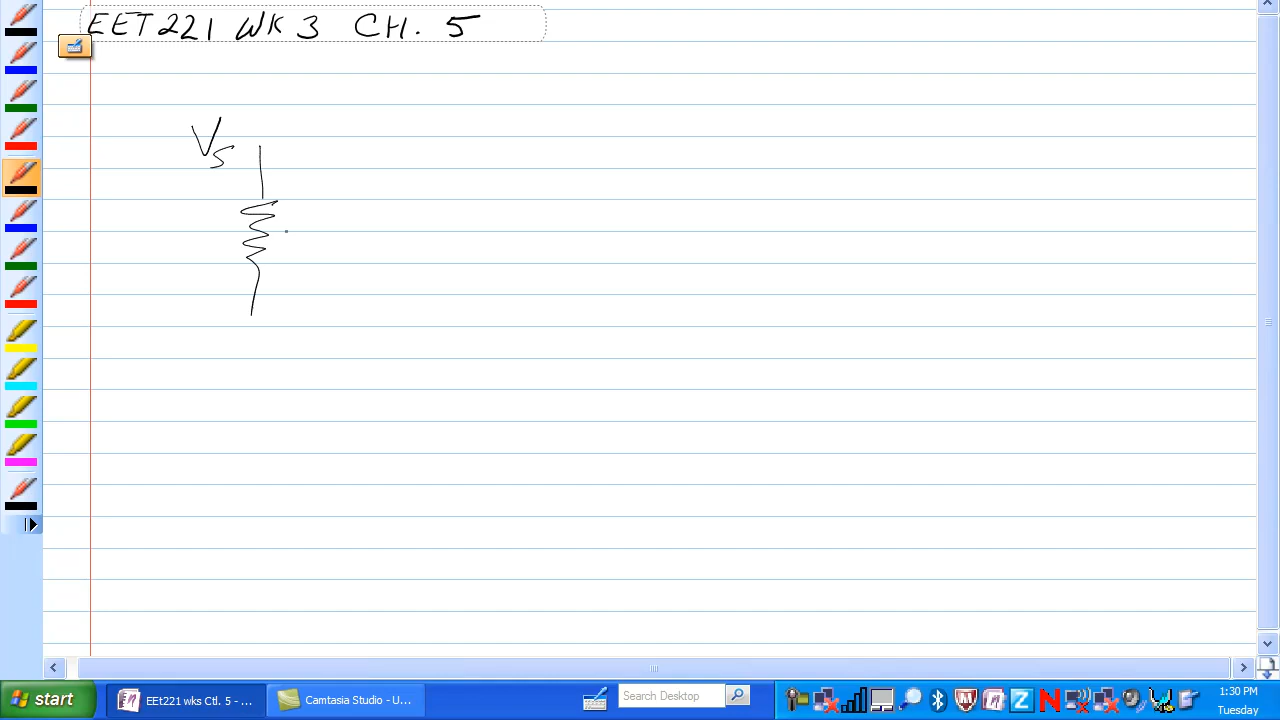 EET221 WK 3 CH. 5
VS
start
EEt221 wks Ctl. 5 - ...
Camtasia Studio - U...
Search Desktop
1:30 PM
Tuesday